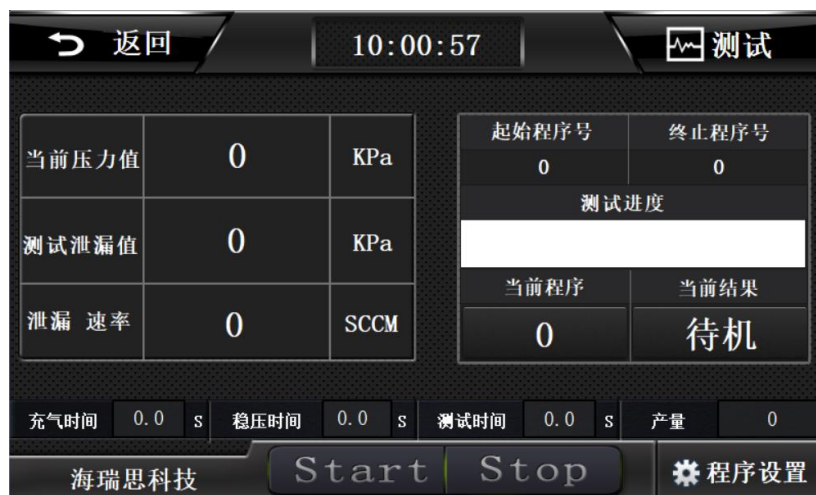 返回 10:00:57 测试
当前压力值 0 KPa
测试泄漏值 0 KPa
泄漏 速率 0 SCCM
起始程序号 终止程序号
0 0
测试进度
当前程序 当前结果
0 待机
充气时间 0.0 s 稳压时间 0.0 s 测试时间 0.0 s 产量 0
海瑞思科技 Start Stop 程序设置